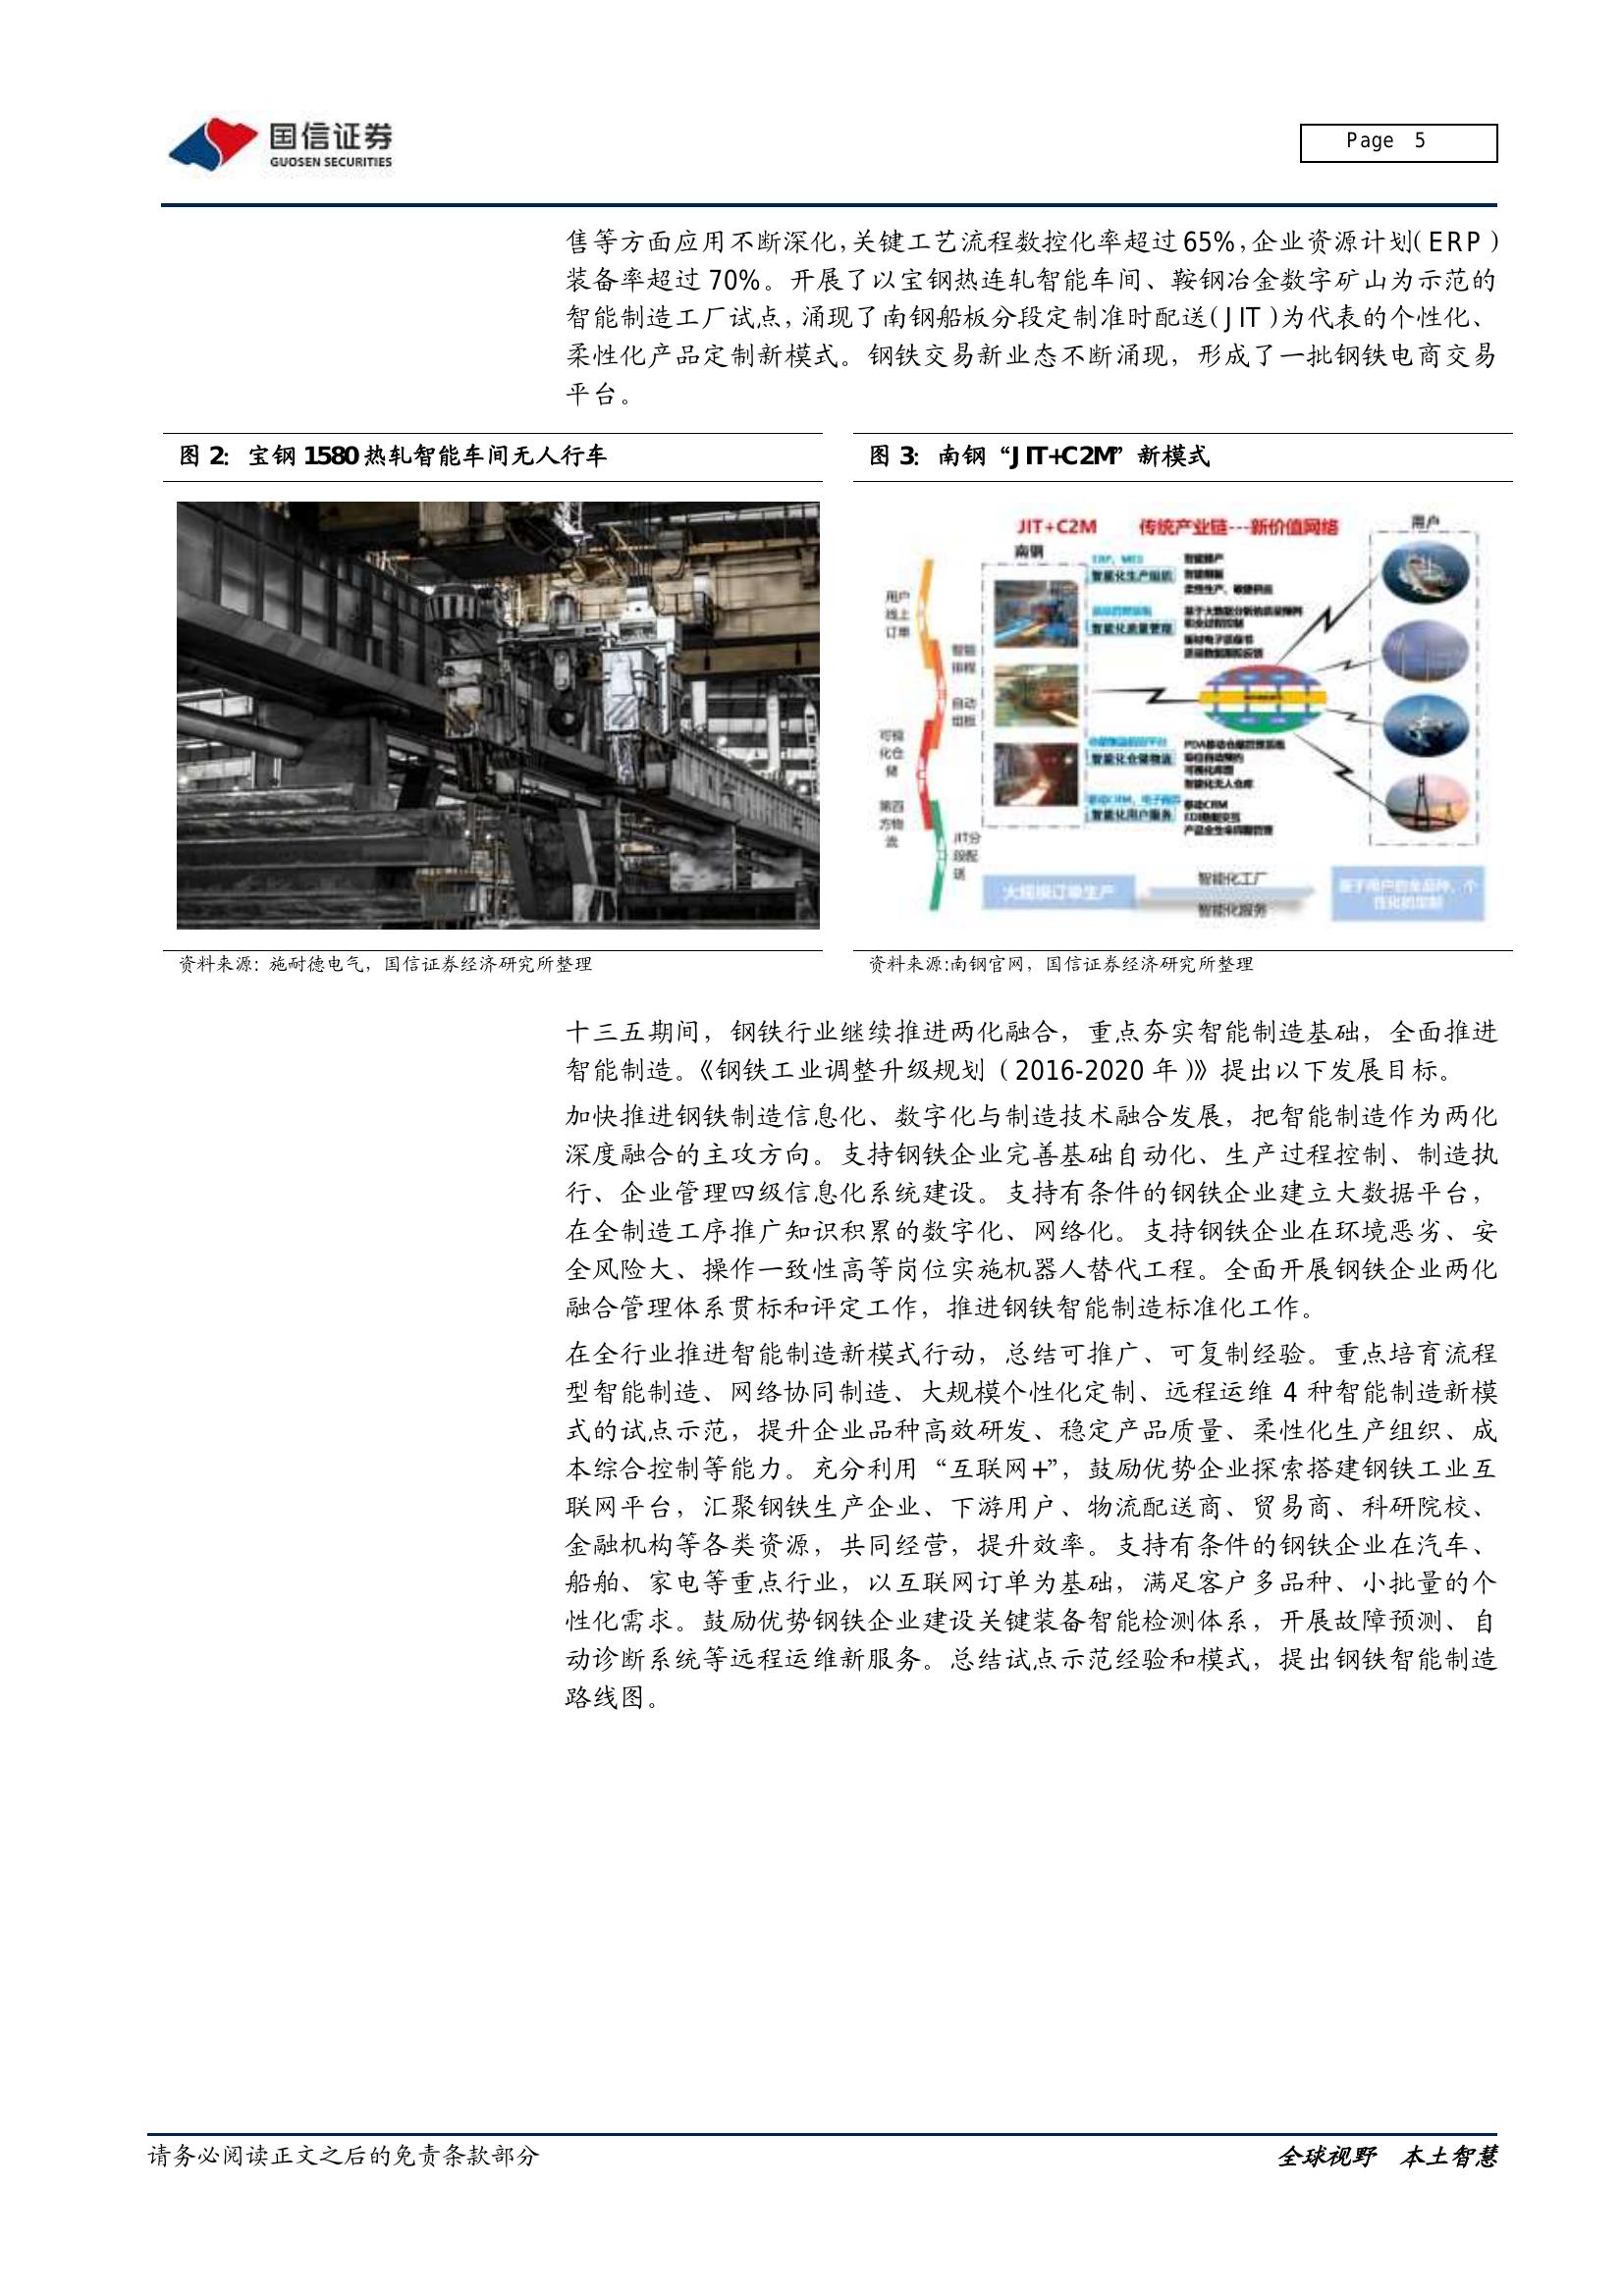 国信证券
GUOSEN SECURITIES
Page 5
售等方面应用不断深化，关键工艺流程数控化率超过65%，企业资源计划(ERP)
装备率超过 70%。开展了以宝钢热连轧智能车间、鞍钢冶金数字矿山为示范的
智能制造工厂试点，涌现了南钢船板分段定制准时配送(JIT)为代表的个性化、
柔性化产品定制新模式。钢铁交易新业态不断涌现，形成了一批钢铁电商交易
平台。
图 2：宝钢 1580 热轧智能车间无人行车
图 3：南钢“JIT+C2M”新模式
JIT+C2M 传统产业链---新价值网络
用户
南钢
用户
线上
订单
智能
排程
自动
组板
可视
化仓
储
第四
方物
流
JIT分
段配
送
ERP，MES
智能化生产组织
柔性生产、敏捷供应
智能化质量管理
智能化仓储物流
智能化无人仓库
智能化用户服务
移动CRM
EDI数据交互
产品全生命周期管理
大规模订单生产
智能化工厂
智能化服务
基于用户的全品种、个
性化的定制
资料来源：施耐德电气，国信证券经济研究所整理
资料来源:南钢官网，国信证券经济研究所整理
十三五期间，钢铁行业继续推进两化融合，重点夯实智能制造基础，全面推进
智能制造。《钢铁工业调整升级规划（2016-2020 年）》提出以下发展目标。
加快推进钢铁制造信息化、数字化与制造技术融合发展，把智能制造作为两化
深度融合的主攻方向。支持钢铁企业完善基础自动化、生产过程控制、制造执
行、企业管理四级信息化系统建设。支持有条件的钢铁企业建立大数据平台，
在全制造工序推广知识积累的数字化、网络化。支持钢铁企业在环境恶劣、安
全风险大、操作一致性高等岗位实施机器人替代工程。全面开展钢铁企业两化
融合管理体系贯标和评定工作，推进钢铁智能制造标准化工作。
在全行业推进智能制造新模式行动，总结可推广、可复制经验。重点培育流程
型智能制造、网络协同制造、大规模个性化定制、远程运维 4 种智能制造新模
式的试点示范，提升企业品种高效研发、稳定产品质量、柔性化生产组织、成
本综合控制等能力。充分利用“互联网+”，鼓励优势企业探索搭建钢铁工业互
联网平台，汇聚钢铁生产企业、下游用户、物流配送商、贸易商、科研院校、
金融机构等各类资源，共同经营，提升效率。支持有条件的钢铁企业在汽车、
船舶、家电等重点行业，以互联网订单为基础，满足客户多品种、小批量的个
性化需求。鼓励优势钢铁企业建设关键装备智能检测体系，开展故障预测、自
动诊断系统等远程运维新服务。总结试点示范经验和模式，提出钢铁智能制造
路线图。
请务必阅读正文之后的免责条款部分
全球视野 本土智慧